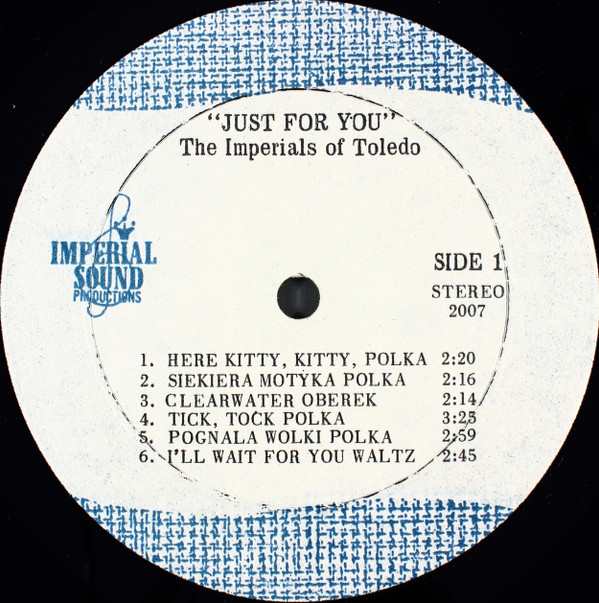 "JUST FOR YOU"
The Imperials of Toledo
IMPERIAL
SOUND
PRODUCTIONS
SIDE 1
STEREO
2007
1. HERE KITTY, KITTY, POLKA 2:20
2. SIEKIERA MOTYKA POLKA 2:16
3. CLEARWATER OBEREK 2:14
4. TICK, TOCK POLKA 3:25
5. POGNALA WOLKI POLKA 2:59
6. I'LL WAIT FOR YOU WALTZ 2:45